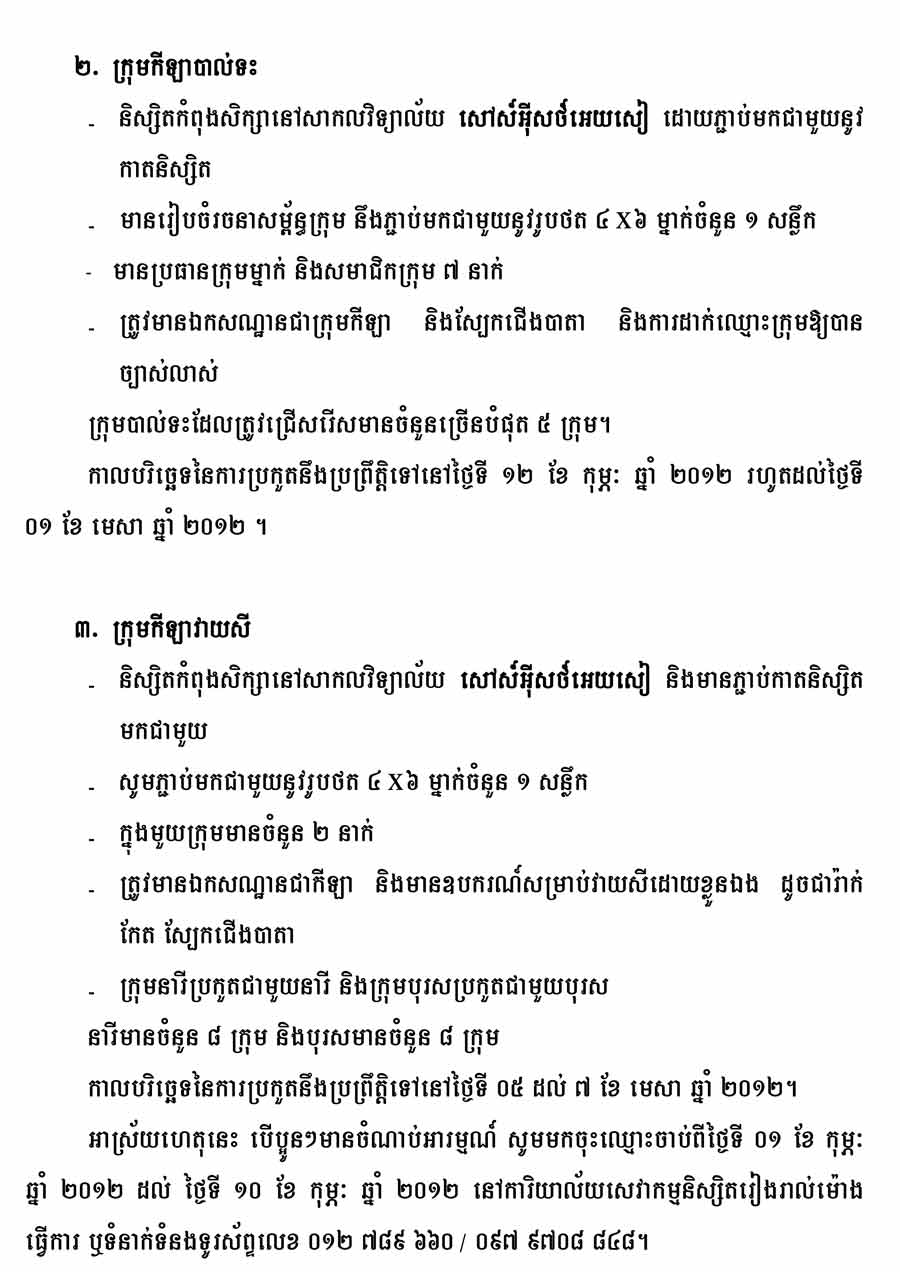 ២. ក្រុមកីឡាបាល់ទះ
- និស្សិតកំពុងសិក្សានៅសាកលវិទ្យាល័យ សៅស៍អ៊ីសថ៍អេយសៀ ដោយភ្ជាប់មកជាមួយនូវ
កាតនិស្សិត
- មានរៀបចំរចនាសម្ព័ន្ធក្រុម នឹងភ្ជាប់មកជាមួយនូវរូបថត ៤ X៦ ម្នាក់ចំនួន ១ សន្លឹក
- មានប្រធានក្រុមម្នាក់ និងសមាជិកក្រុម ៧ នាក់
- ត្រូវមានឯកសណ្ឋានជាក្រុមកីឡា និងស្បែកជើងបាតា និងការដាក់ឈ្មោះក្រុមឱ្យបាន
ច្បាស់លាស់
ក្រុមបាល់ទះដែលត្រូវជ្រើសរើសមានចំនួនច្រើនបំផុត ៥ ក្រុម។
កាលបរិច្ឆេទនៃការប្រកួតនឹងប្រព្រឹត្តិទៅនៅថ្ងៃទី ១២ ខែ កុម្ភៈ ឆ្នាំ ២០១២ រហូតដល់ថ្ងៃទី
០១ ខែ មេសា ឆ្នាំ ២០១២ ។
៣. ក្រុមកីឡាវាយសី
- និស្សិតកំពុងសិក្សានៅសាកលវិទ្យាល័យ សៅស៍អ៊ីសថ៍អេយសៀ និងមានភ្ជាប់កាតនិស្សិត
មកជាមួយ
- សូមភ្ជាប់មកជាមួយនូវរូបថត ៤ X៦ ម្នាក់ចំនួន ១ សន្លឹក
- ក្នុងមួយក្រុមមានចំនួន ២ នាក់
- ត្រូវមានឯកសណ្ឋានជាកីឡា និងមានឧបករណ៍សម្រាប់វាយសីដោយខ្លួនឯង ដូចជារ៉ាក់
កែត ស្បែកជើងបាតា
- ក្រុមនារីប្រកួតជាមួយនារី និងក្រុមបុរសប្រកួតជាមួយបុរស
នារីមានចំនួន ៨ ក្រុម និងបុរសមានចំនួន ៨ ក្រុម
កាលបរិច្ឆេទនៃការប្រកួតនឹងប្រព្រឹត្តិទៅនៅថ្ងៃទី ០៥ ដល់ ៧ ខែ មេសា ឆ្នាំ ២០១២។
អាស្រ័យហេតុនេះ បើប្អូនៗមានចំណាប់អារម្មណ៍ សូមមកចុះឈ្មោះចាប់ពីថ្ងៃទី ០១ ខែ កុម្ភៈ
ឆ្នាំ ២០១២ ដល់ ថ្ងៃទី ១០ ខែ កុម្ភៈ ឆ្នាំ ២០១២ នៅការិយាល័យសេវាកម្មនិស្សិតរៀងរាល់ម៉ោង
ធ្វើការ ឬទំនាក់ទំនងទូរស័ព្ទលេខ ០១២ ៧៨៩ ៦៦០ / ០៩៧ ៩៧០៨ ៨៤៨។